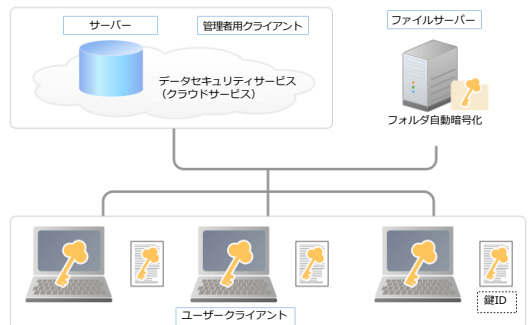 サーバー
管理者用クライアント
ファイルサーバー
データセキュリティサービス
（クラウドサービス）
フォルダ自動暗号化
鍵ID
ユーザークライアント